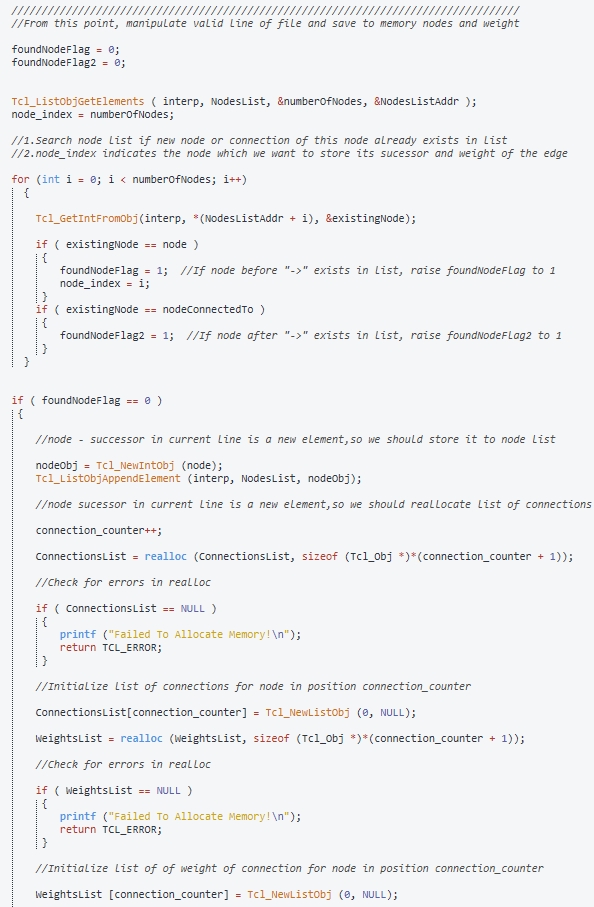 ////////////////////////////////////////////////////////////////////////////////////
//From this point, manipulate valid line of file and save to memory nodes and weight
foundNodeFlag = 0;
foundNodeFlag2 = 0;
Tcl_ListObjGetElements ( interp, NodesList, &numberOfNodes, &NodesListAddr );
node_index = numberOfNodes;
//1.Search node list if new node or connection of this node already exists in list
//2.node_index indicates the node which we want to store its sucessor and weight of the edge
for (int i = 0; i < numberOfNodes; i++)
{
Tcl_GetIntFromObj(interp, *(NodesListAddr + i), &existingNode);
if ( existingNode == node )
{
foundNodeFlag = 1;  //If node before "->" exists in list, raise foundNodeFlag to 1
node_index = i;
}
if ( existingNode == nodeConnectedTo )
{
foundNodeFlag2 = 1;  //If node after "->" exists in list, raise foundNodeFlag2 to 1
}
}
if ( foundNodeFlag == 0 )
{
//node - successor in current line is a new element,so we should store it to node list
nodeObj = Tcl_NewIntObj (node);
Tcl_ListObjAppendElement (interp, NodesList, nodeObj);
//node sucessor in current line is a new element,so we should reallocate list of connections
connection_counter++;
ConnectionsList = realloc (ConnectionsList, sizeof (Tcl_Obj *)*(connection_counter + 1));
//Check for errors in realloc
if ( ConnectionsList == NULL )
{
printf ("Failed To Allocate Memory!\n");
return TCL_ERROR;
}
//Initialize list of connections for node in position connection_counter
ConnectionsList[connection_counter] = Tcl_NewListObj (0, NULL);
WeightsList = realloc (WeightsList, sizeof (Tcl_Obj *)*(connection_counter + 1));
//Check for errors in realloc
if ( WeightsList == NULL )
{
printf ("Failed To Allocate Memory!\n");
return TCL_ERROR;
}
//Initialize list of of weight of connection for node in position connection_counter
WeightsList [connection_counter] = Tcl_NewListObj (0, NULL);